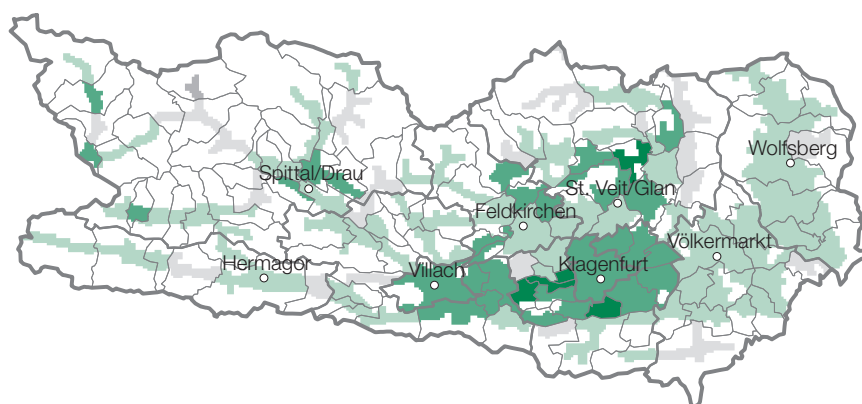 Wolfsberg
Spittal/Drau
St. Veit/Glan
Feldkirchen
Völkermarkt
Hermagor
Villach
Klagenfurt